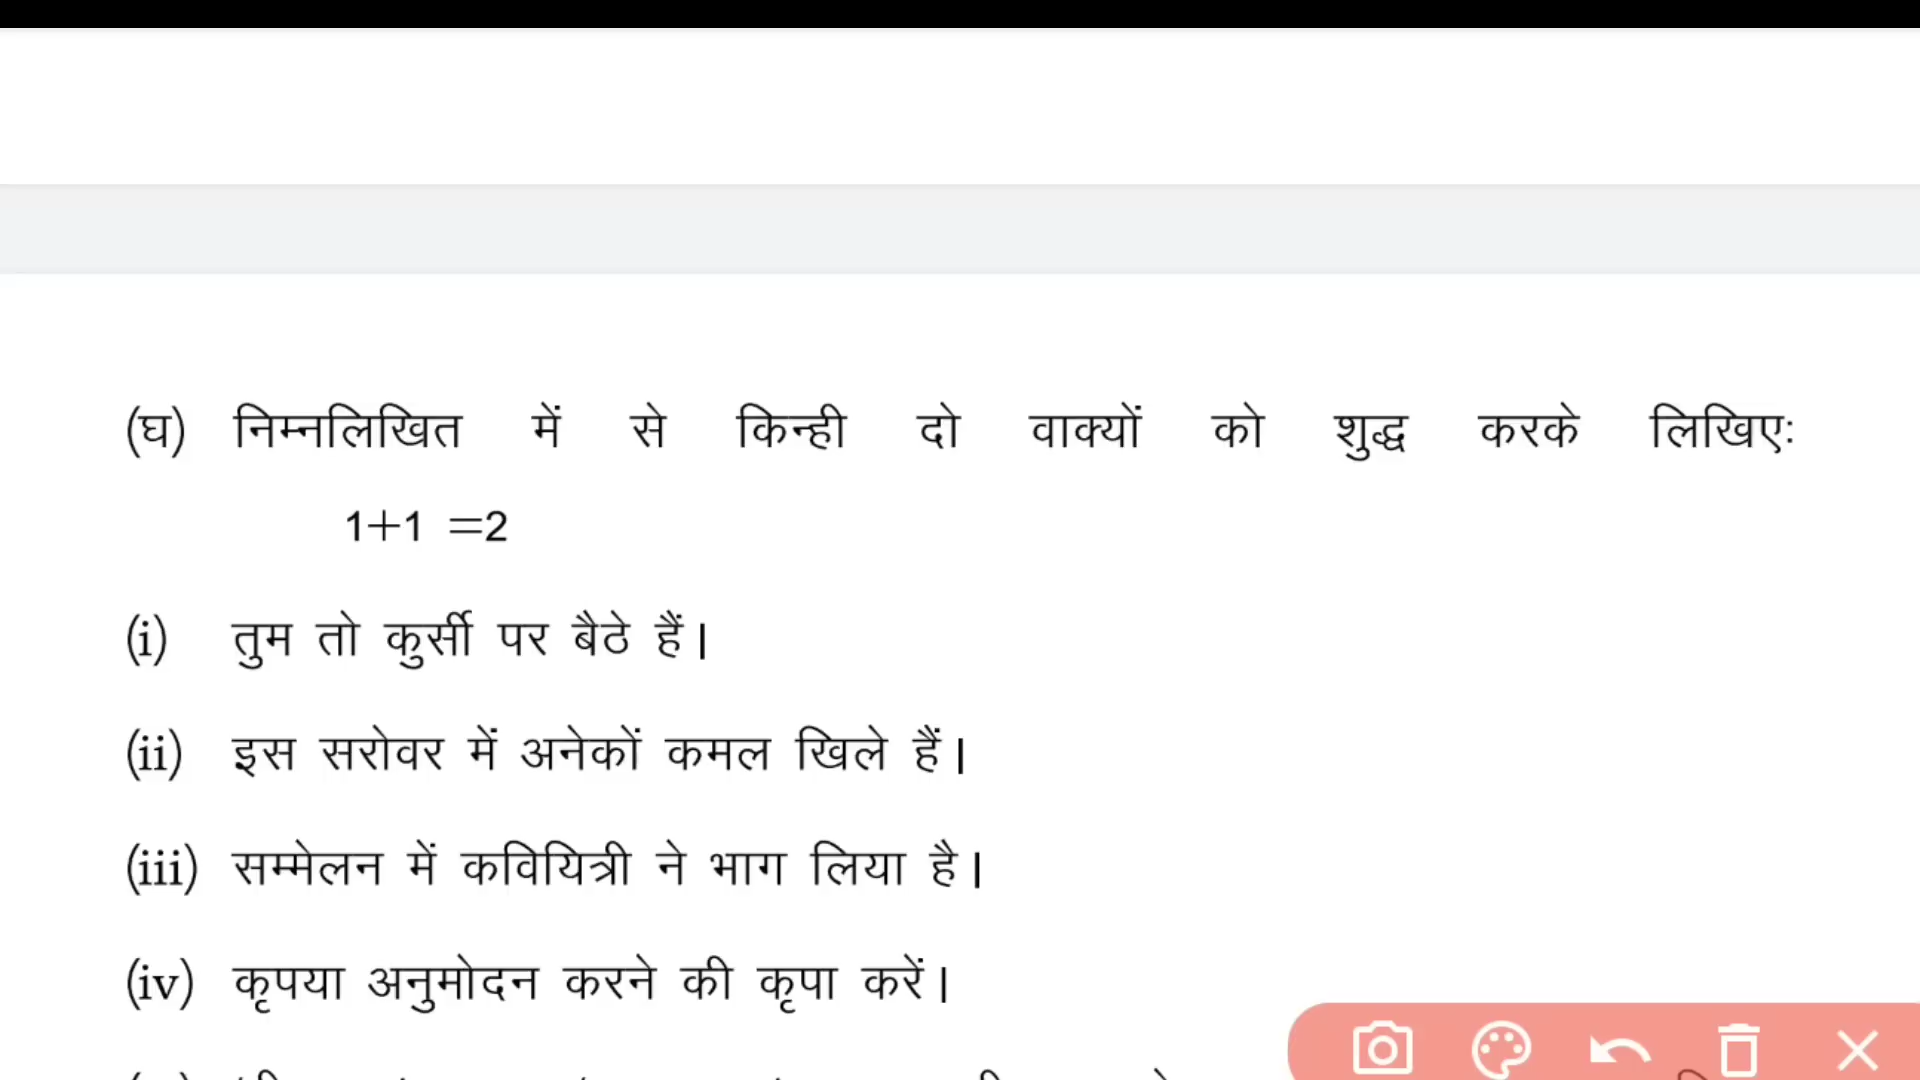 (घ) निम्नलिखित में से किन्ही दो वाक्यों को शुद्ध करके लिखिएः
1+1 =2
(i) तुम तो कुर्सी पर बैठे हैं।
(ii) इस सरोवर में अनेकों कमल खिले हैं।
(iii) सम्मेलन में कवियित्री ने भाग लिया है।
(iv) कृपया अनुमोदन करने की कृपा करें।